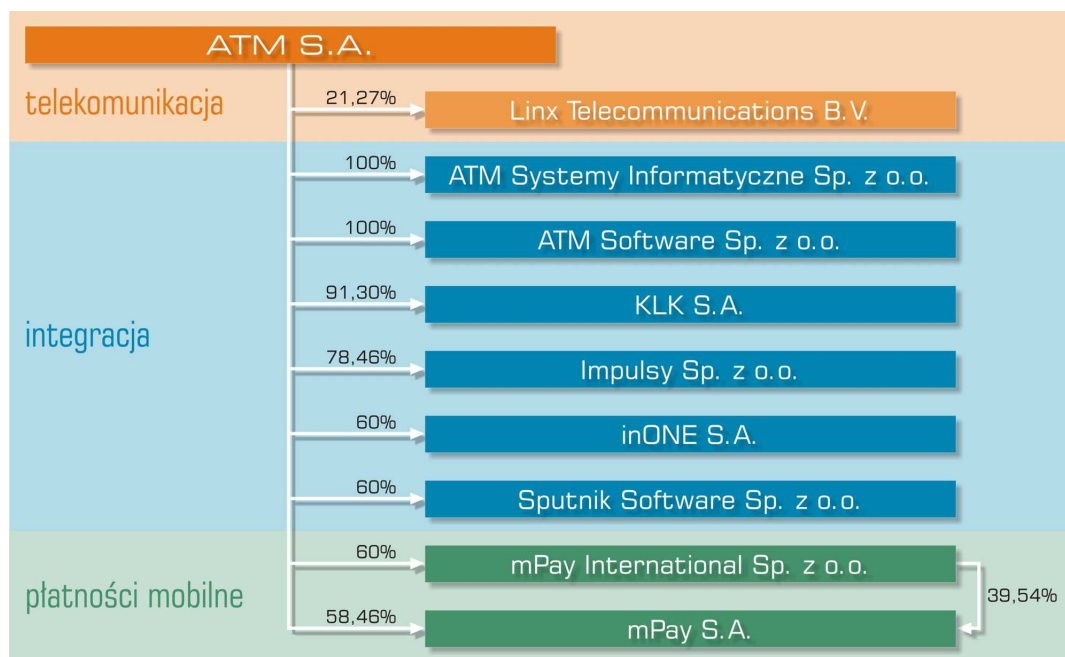 ATM S.A.
telekomunikacja
21,27%
Linx Telecommunications B.V.
100%
ATM Systemy Informatyczne Sp. z o.o.
100%
ATM Software Sp. z o.o.
integracja
91,30%
KLK S.A.
78,46%
Impulsy Sp. z o.o.
60%
inONE S.A.
60%
Sputnik Software Sp. z o.o.
płatności mobilne
60%
mPay International Sp. z o.o.
39,54%
58,46%
mPay S.A.